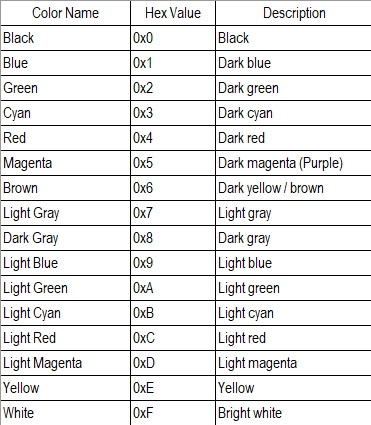 Color Name Hex Value Description
Black 0x0 Black
Blue 0x1 Dark blue
Green 0x2 Dark green
Cyan 0x3 Dark cyan
Red 0x4 Dark red
Magenta 0x5 Dark magenta (Purple)
Brown 0x6 Dark yellow / brown
Light Gray 0x7 Light gray
Dark Gray 0x8 Dark gray
Light Blue 0x9 Light blue
Light Green 0xA Light green
Light Cyan 0xB Light cyan
Light Red 0xC Light red
Light Magenta 0xD Light magenta
Yellow 0xE Yellow
White 0xF Bright white